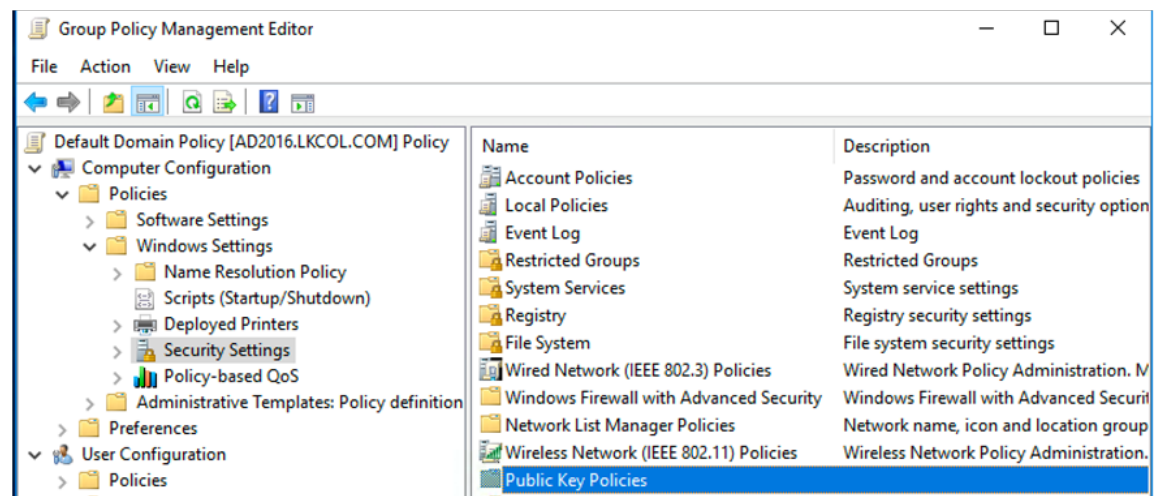 Group Policy Management Editor
File Action View Help
Default Domain Policy [AD2016.LKCOL.COM] Policy
Computer Configuration
Policies
Software Settings
Windows Settings
Name Resolution Policy
Scripts (Startup/Shutdown)
Deployed Printers
Security Settings
Policy-based QoS
Administrative Templates: Policy definition
Preferences
User Configuration
Policies
Name Description
Account Policies Password and account lockout policies
Local Policies Auditing, user rights and security option
Event Log Event Log
Restricted Groups Restricted Groups
System Services System service settings
Registry Registry security settings
File System File system security settings
Wired Network (IEEE 802.3) Policies Wired Network Policy Administration. M
Windows Firewall with Advanced Security Windows Firewall with Advanced Securit
Network List Manager Policies Network name, icon and location group
Wireless Network (IEEE 802.11) Policies Wireless Network Policy Administration.
Public Key Policies